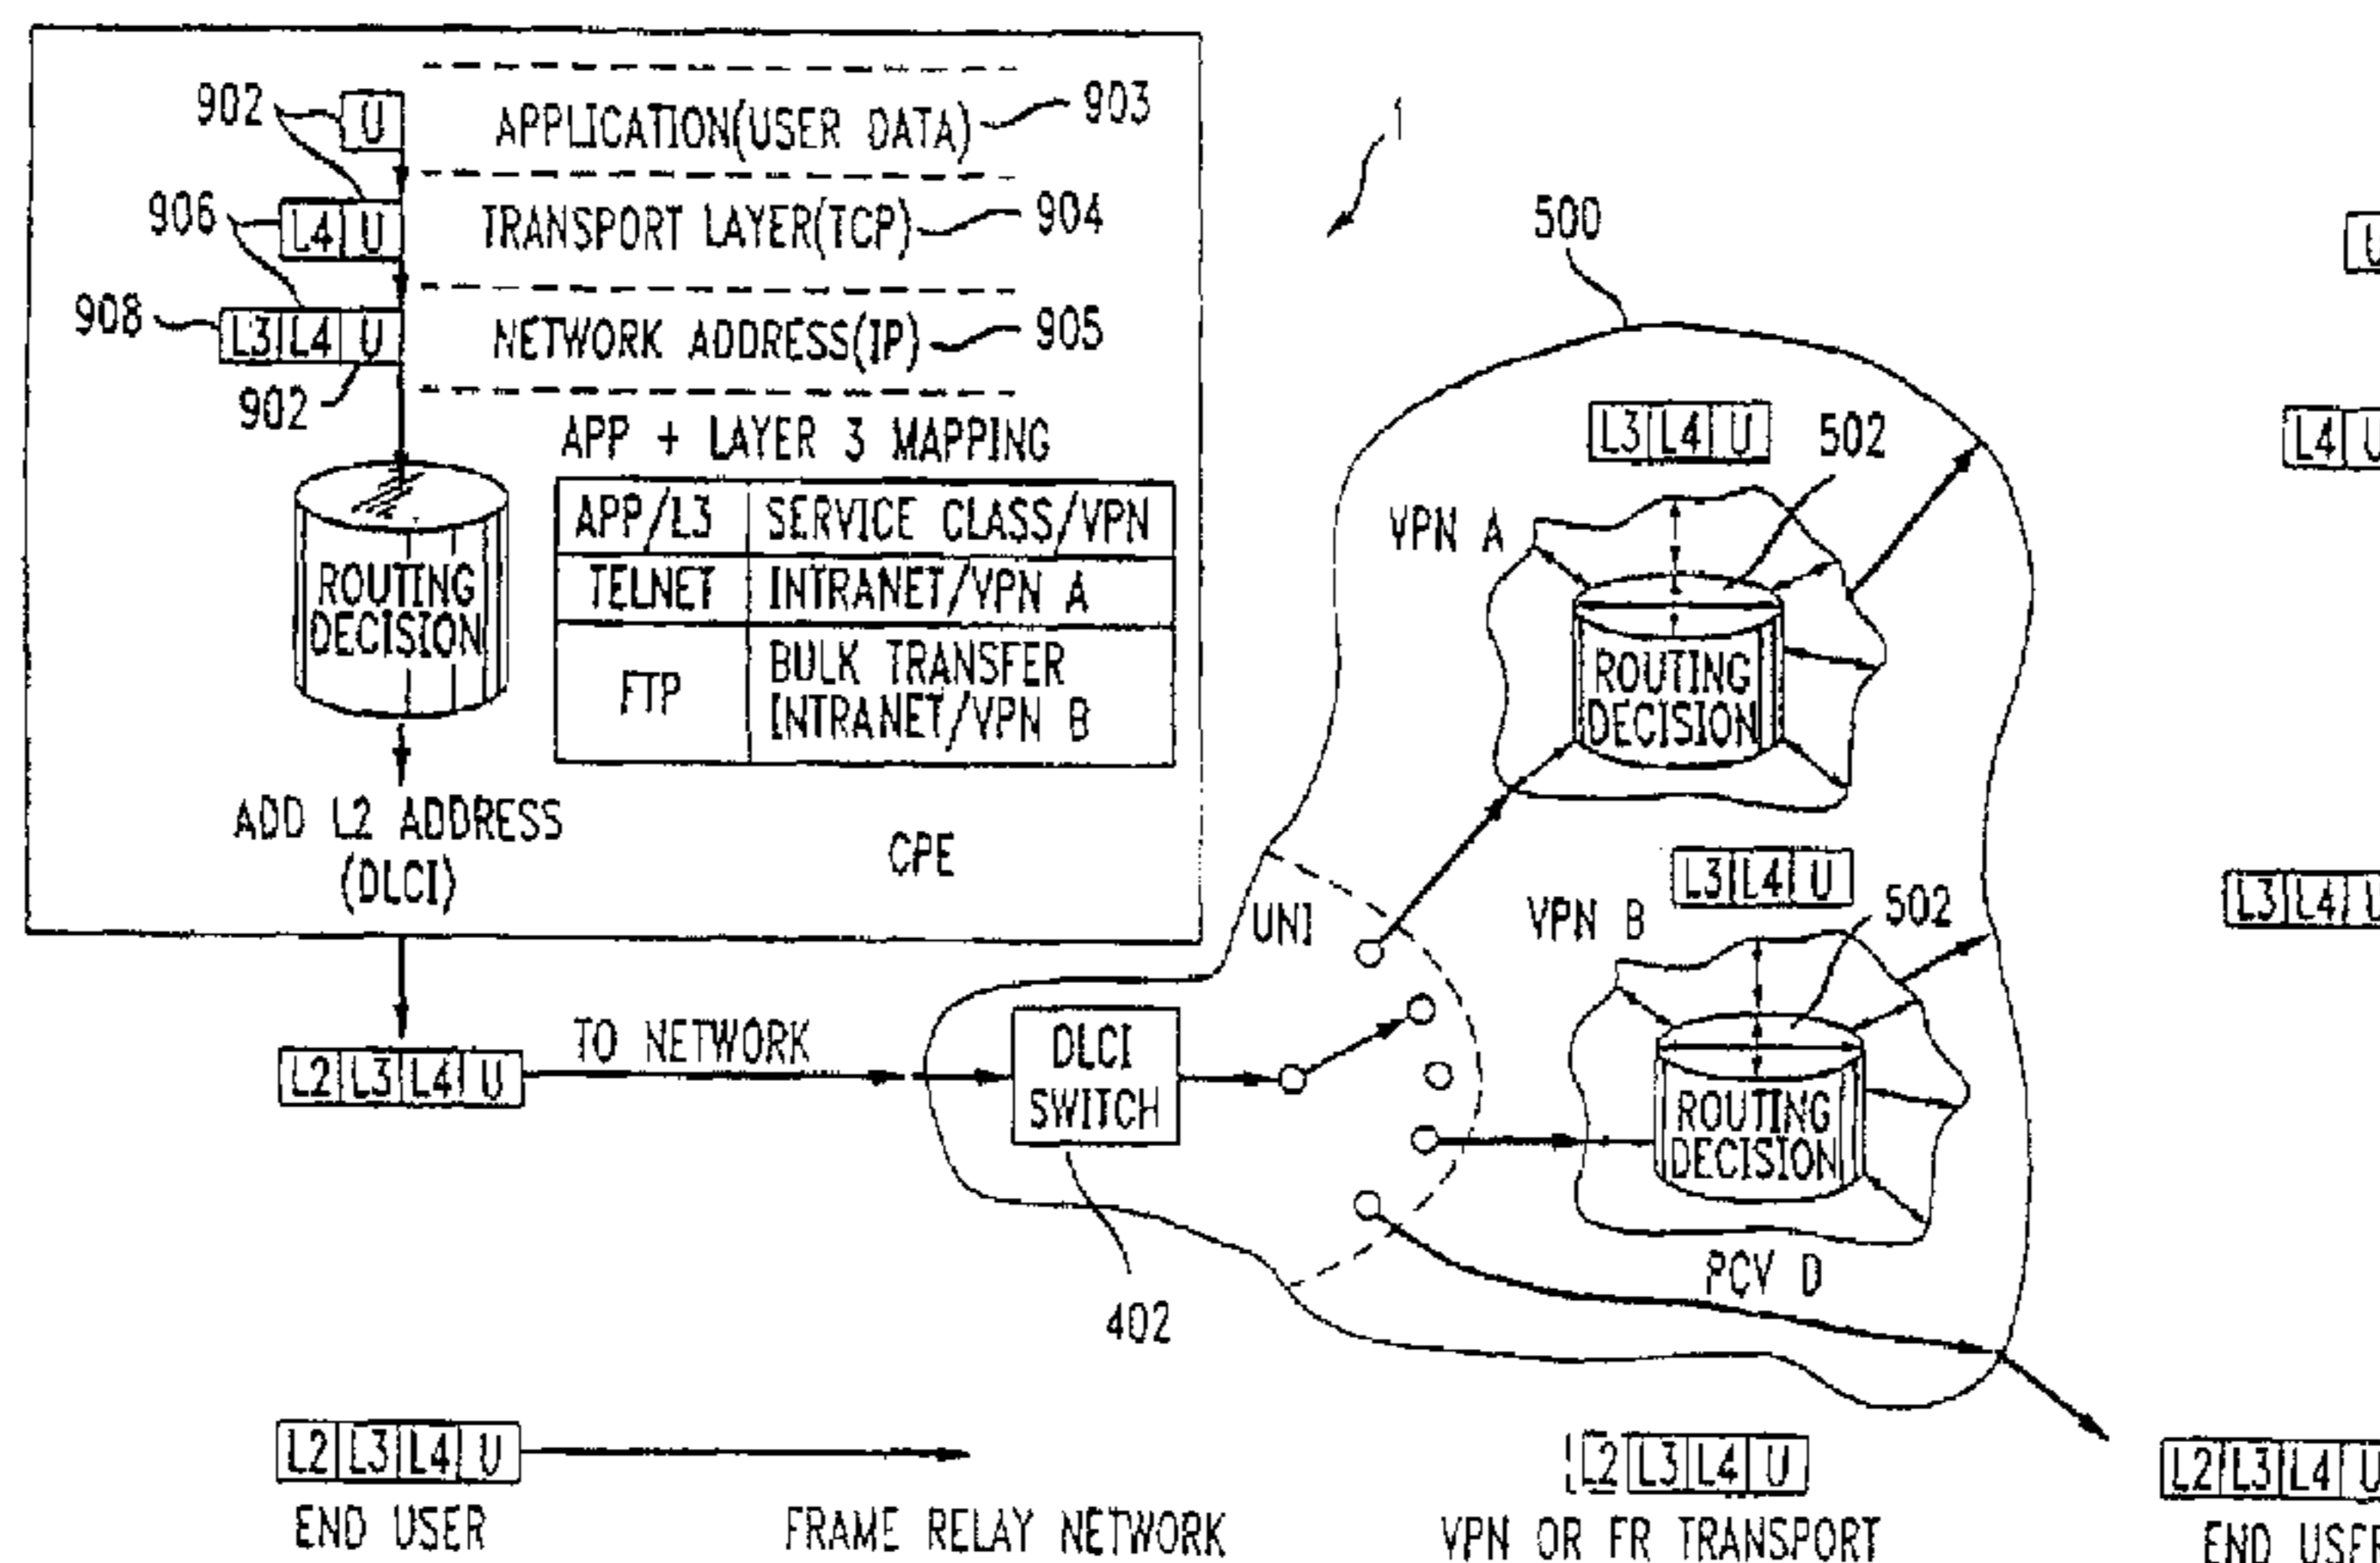 902
U
APPLICATION(USER DATA)
903
906
L4 U
TRANSPORT LAYER(TCP)
904
908
L3 L4 U
NETWORK ADDRESS(IP)
905
902
APP + LAYER 3 MAPPING
APP/L3 SERVICE CLASS/VPN
TELNET INTRANET/VPN A
FTP BULK TRANSFER
INTRANET/VPN B
ROUTING
DECISION
ADD L2 ADDRESS
(DLCI)
CPE
L2 L3 L4 U
TO NETWORK
DLCI
SWITCH
402
UNI
1
500
L3 L4 U
502
VPN A
ROUTING
DECISION
L3 L4 U
VPN B
502
ROUTING
DECISION
PCV D
U
L4 U
L3 L4 U
L2 L3 L4 U
END USER
FRAME RELAY NETWORK
L2 L3 L4 U
VPN OR FR TRANSPORT
L2 L3 L4 U
END USER